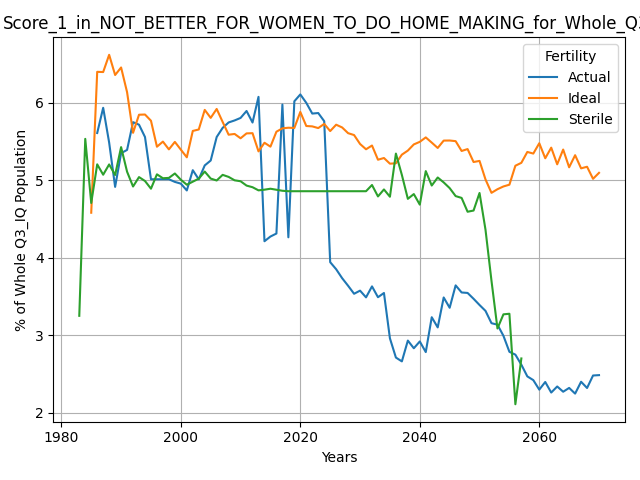 Score_1_in_NOT_BETTER_FOR_WOMEN_TO_DO_HOME_MAKING_for_Whole_Q3
Fertility
Actual
Ideal
Sterile
% of Whole Q3_IQ Population
6
5
4
3
2
1980 2000 2020 2040 2060
Years